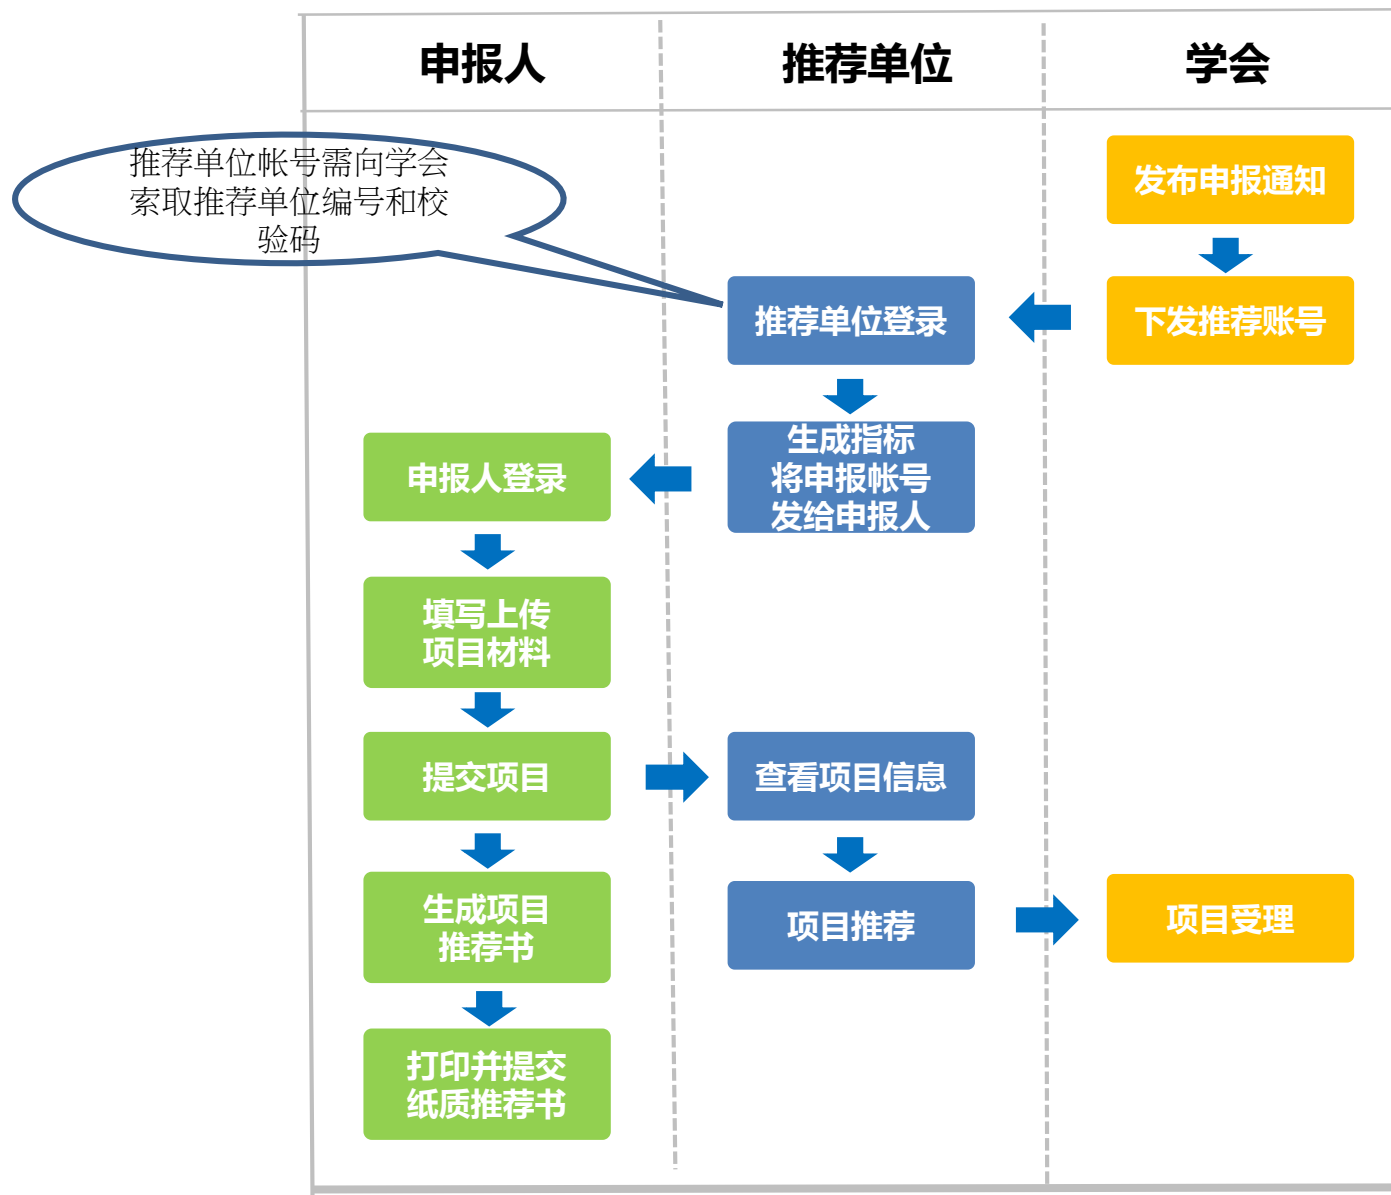 申报人
推荐单位
学会
推荐单位帐号需向学会
索取推荐单位编号和校
验码
发布申报通知
推荐单位登录
下发推荐账号
申报人登录
生成指标
将申报帐号
发给申报人
填写上传
项目材料
提交项目
查看项目信息
生成项目
推荐书
项目推荐
项目受理
打印并提交
纸质推荐书